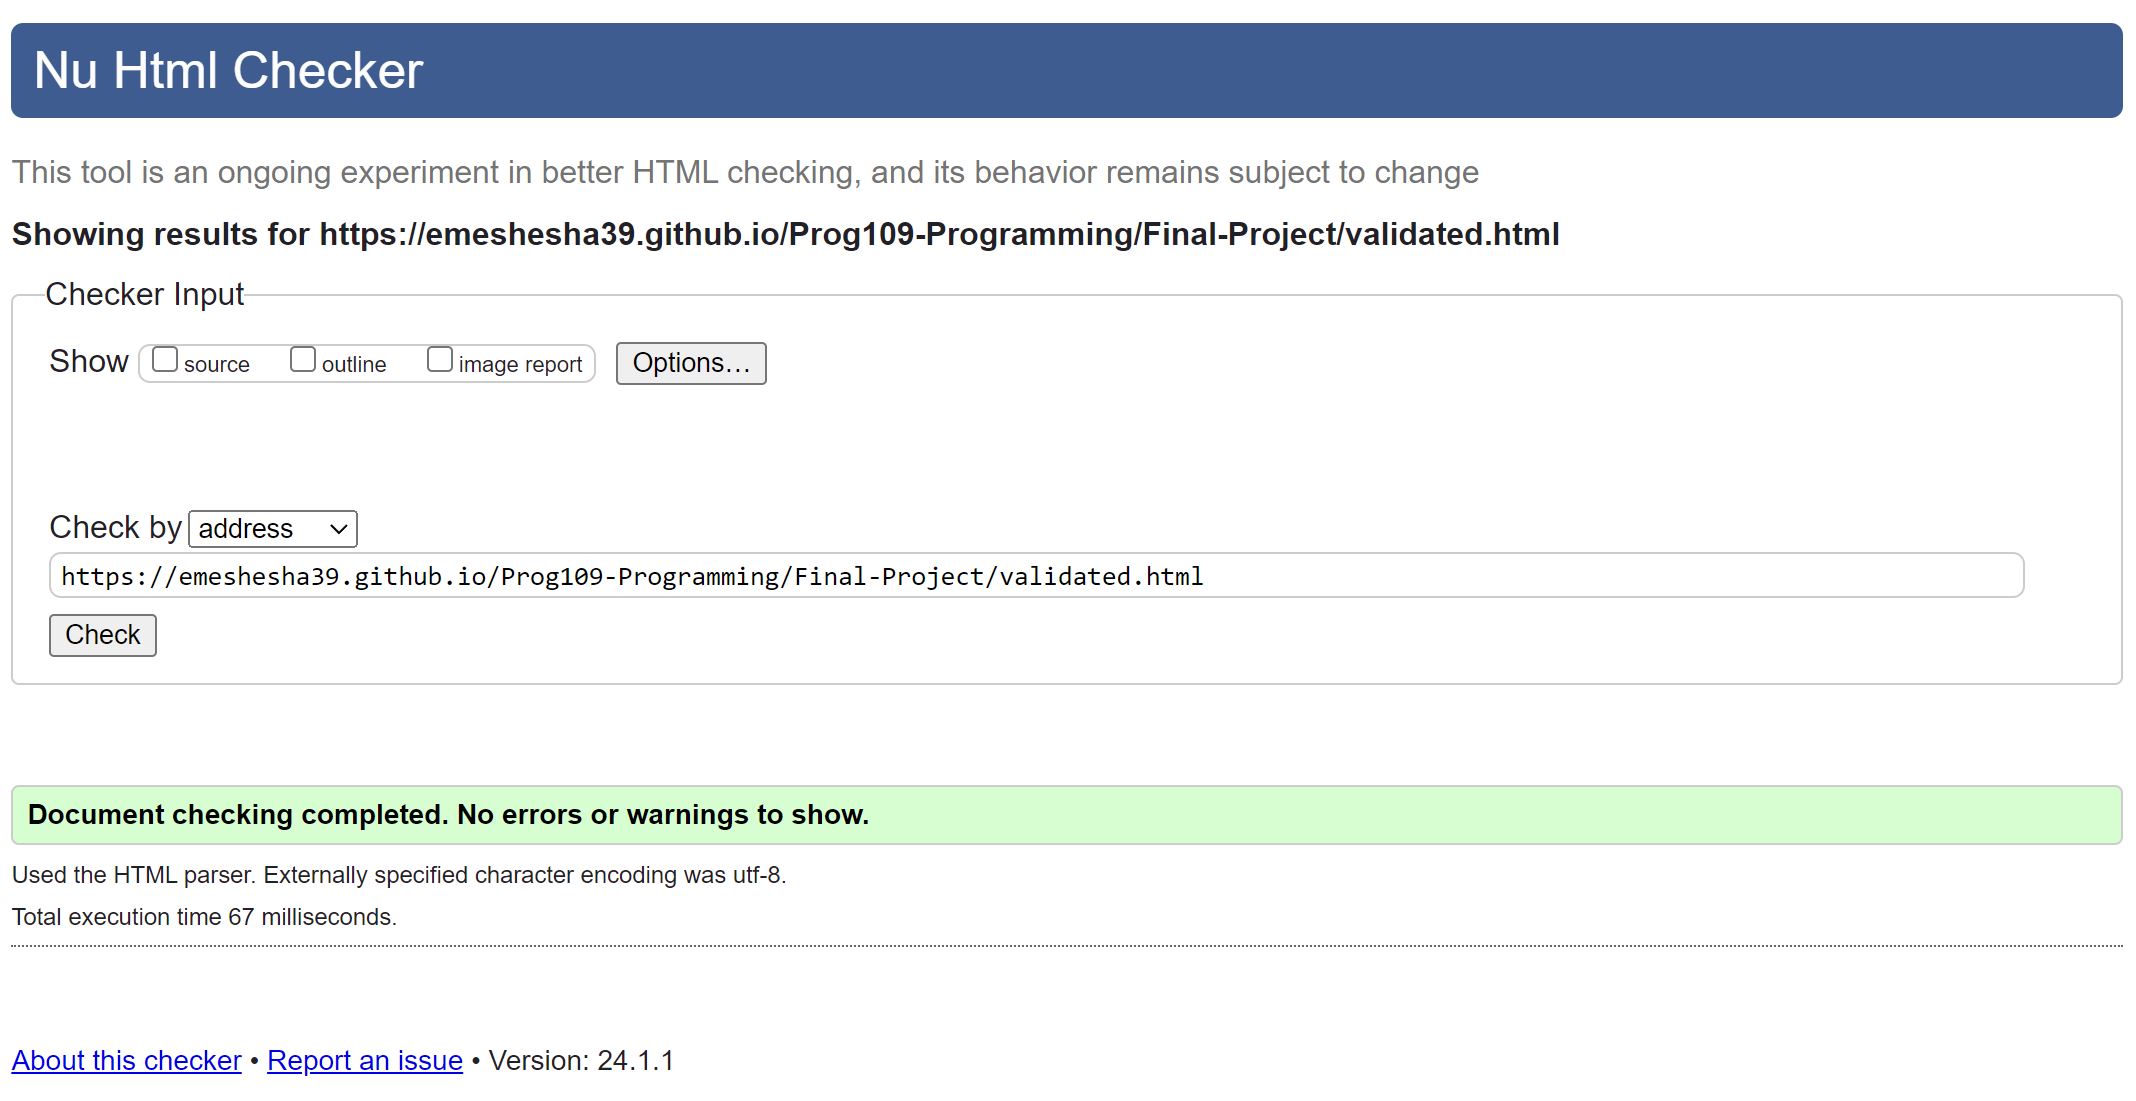 Nu Html Checker
This tool is an ongoing experiment in better HTML checking, and its behavior remains subject to change
Showing results for https://emeshesha39.github.io/Prog109-Programming/Final-Project/validated.html
Checker Input
Show source outline image report Options…
Check by address
https://emeshesha39.github.io/Prog109-Programming/Final-Project/validated.html
Check
Document checking completed. No errors or warnings to show.
Used the HTML parser. Externally specified character encoding was utf-8.
Total execution time 67 milliseconds.
About this checker • Report an issue • Version: 24.1.1